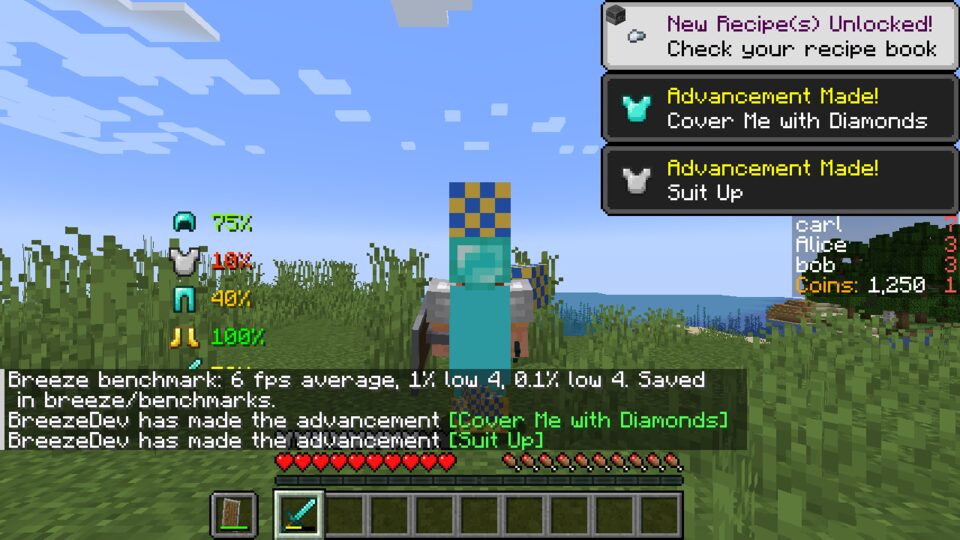 New Recipe(s) Unlocked!
Check your recipe book
Advancement Made!
Cover Me with Diamonds
Advancement Made!
Suit Up
75%
10%
40%
100%
carl 7
Alice 3
bob 3
Coins: 1,250 1
Breeze benchmark: 6 fps average, 1% low 4, 0.1% low 4. Saved
in breeze/benchmarks.
BreezeDev has made the advancement [Cover Me with Diamonds]
BreezeDev has made the advancement [Suit Up]